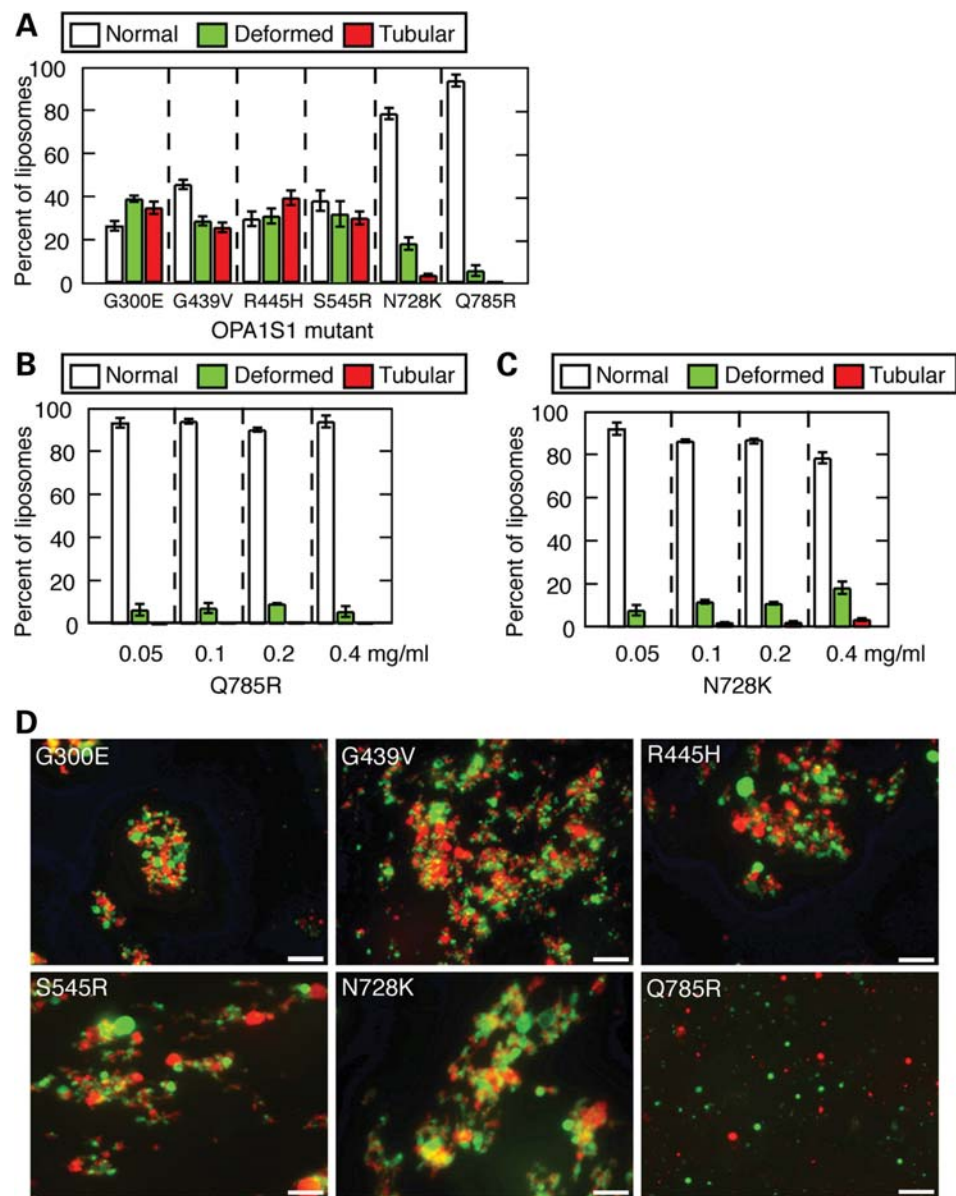 A
Normal Deformed Tubular
Percent of liposomes
100
80
60
40
20
0
G300E G439V R445H S545R N728K Q785R
OPA1S1 mutant
B
Normal Deformed Tubular
Percent of liposomes
100
80
60
40
20
0
0.05 0.1 0.2 0.4 mg/ml
Q785R
C
Normal Deformed Tubular
Percent of liposomes
100
80
60
40
20
0
0.05 0.1 0.2 0.4 mg/ml
N728K
D
G300E G439V R445H
S545R N728K Q785R